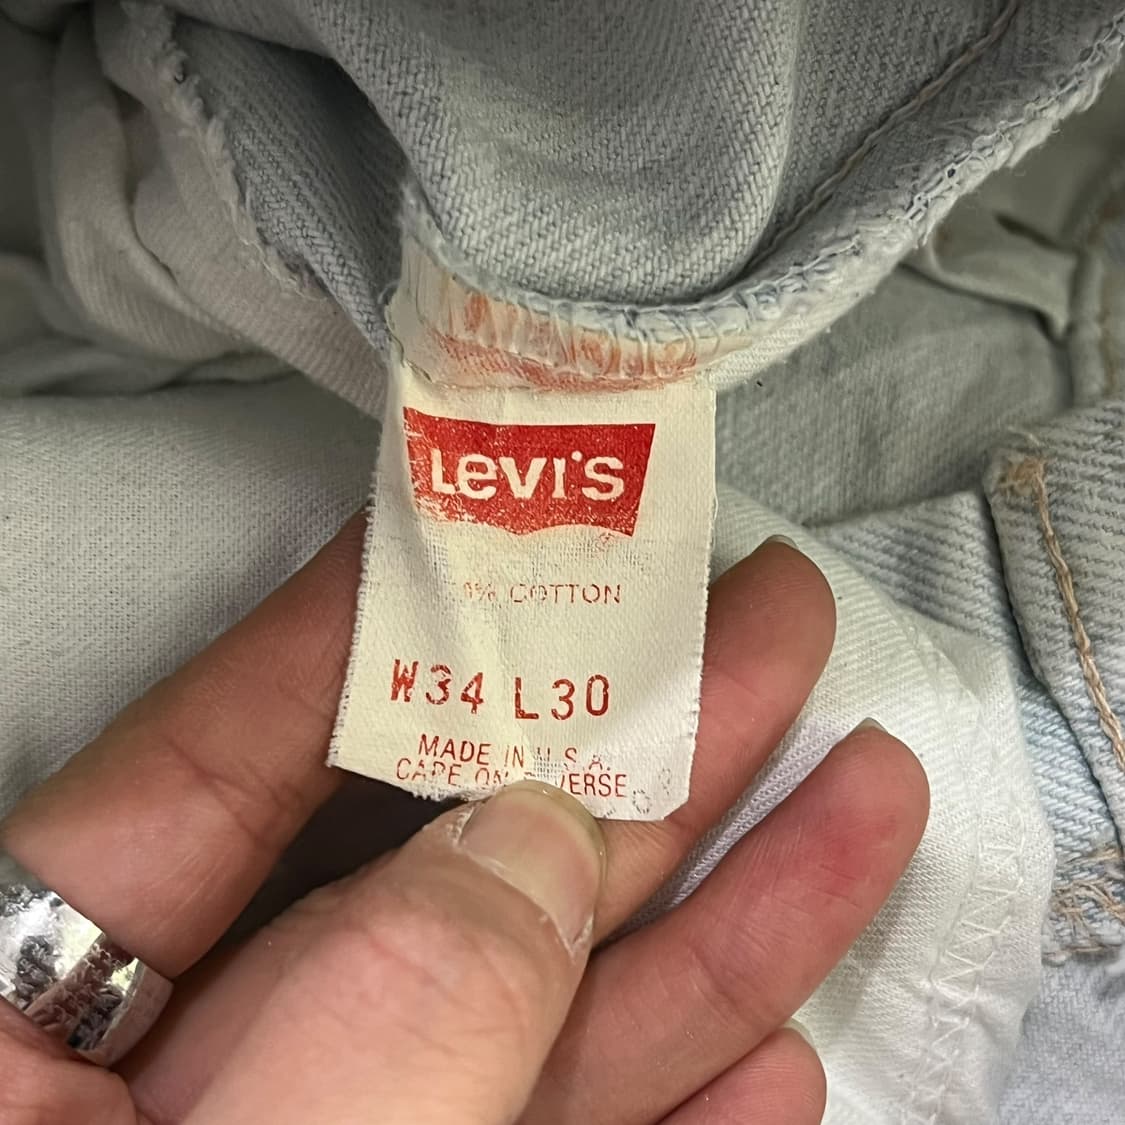 Levi's
% COTTON
W34 L30
MADE IN U.S.A.
CARE ON REVERSE